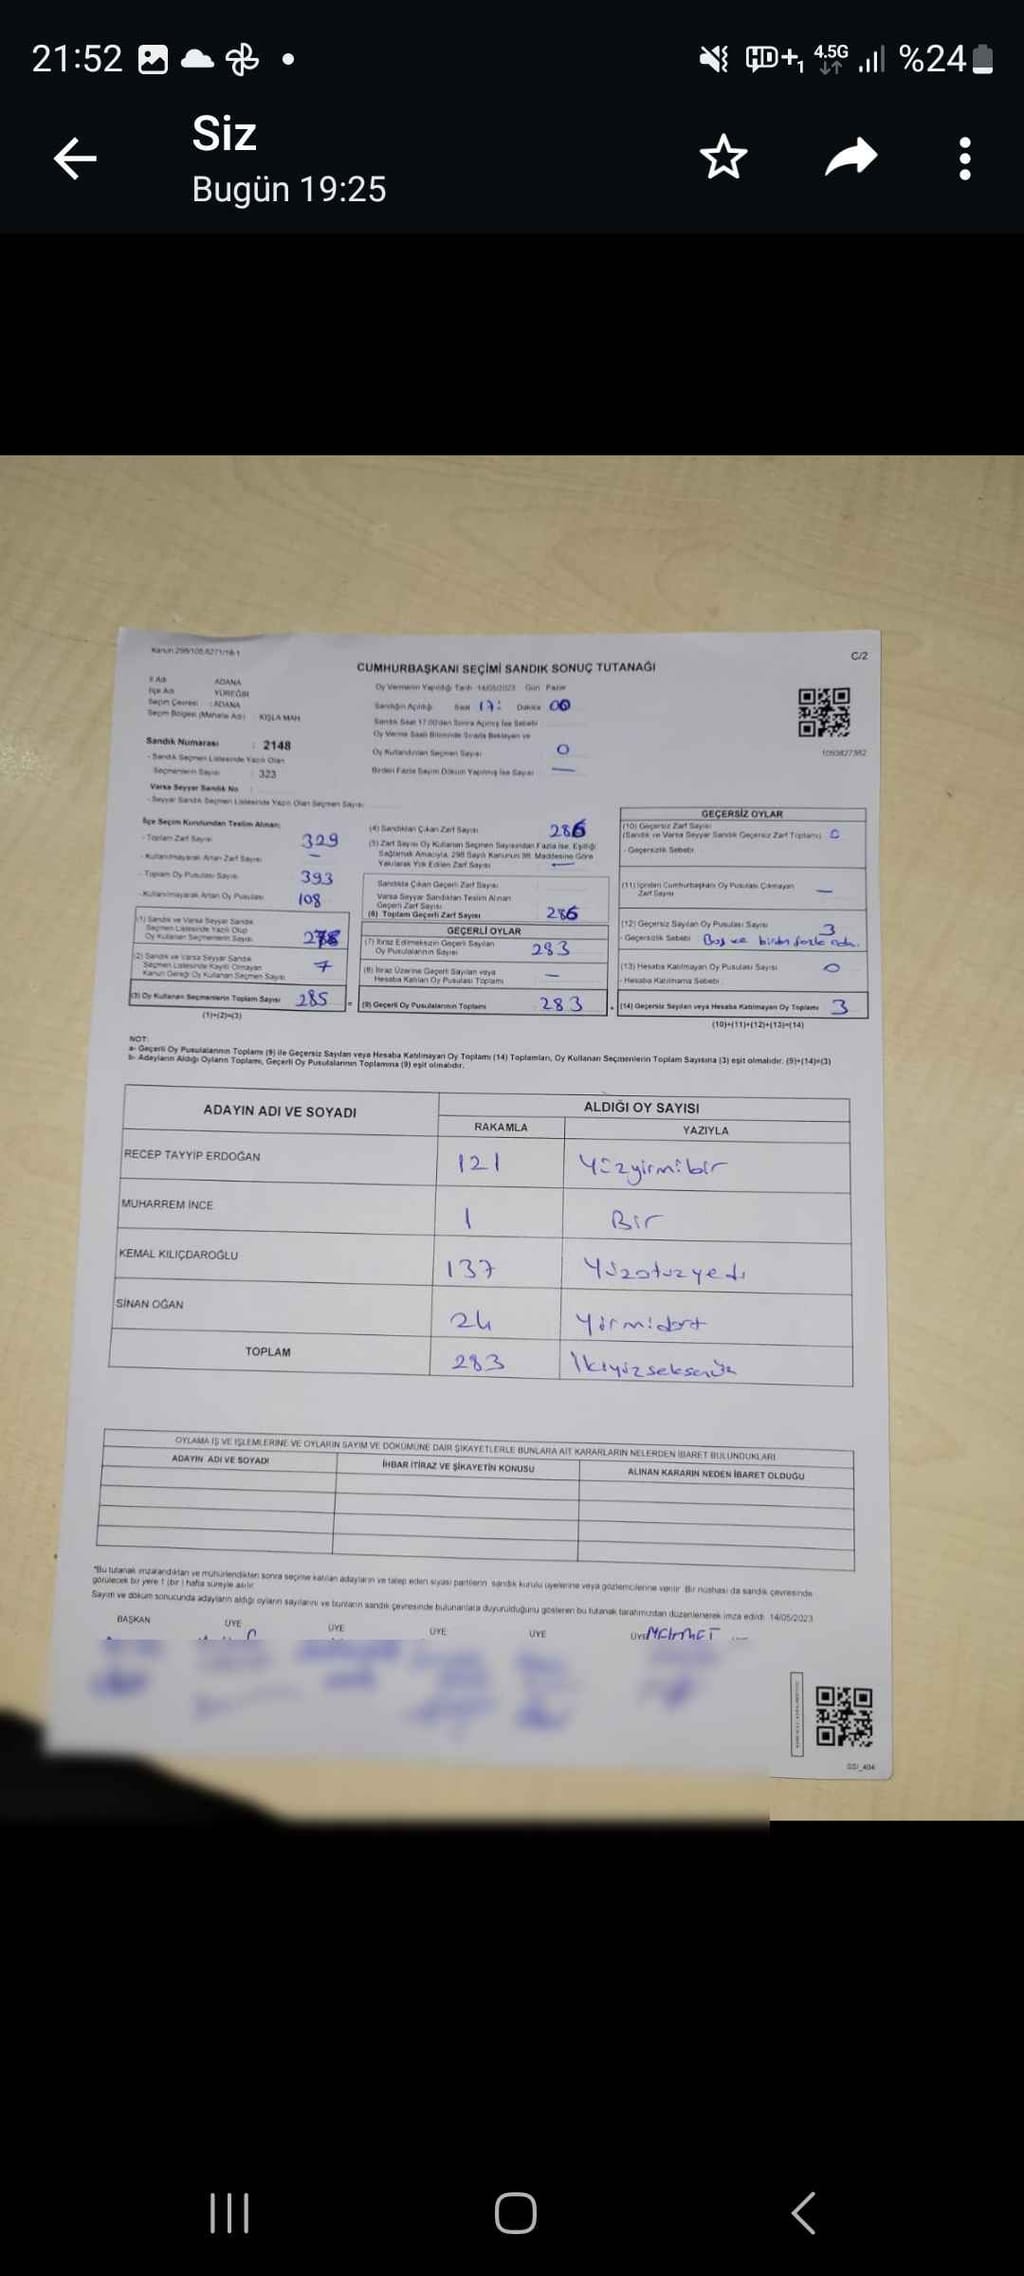 21:52 HD+1 4.5G %24
Siz
Bugün 19:25
Kanun 298/105, 6271/18-1
C/2
CUMHURBAŞKANI SEÇİMİ SANDIK SONUÇ TUTANAĞI
İl Adı ADANA
İlçe Adı YÜREĞİR
Seçim Çevresi : ADANA
Seçim Bölgesi (Mahalle Adı) KIŞLA MAH
Oy Vermenin Yapıldığı Tarih 14/05/2023 Gün Pazar
Sandığın Açıldığı Saat 17: Dakika 00
Sandık Saat 17.00'den Sonra Açılmış İse Sebebi
Oy Verme Saati Bitiminde Sırada Bekleyen ve
Oy Kullandırılan Seçmen Sayısı 0
Birden Fazla Sayım Döküm Yapılmış İse Sayısı —
Sandık Numarası : 2148
- Sandık Seçmen Listesinde Yazılı Olan
Seçmenlerin Sayısı : 323
Varsa Seyyar Sandık No :
- Seyyar Sandık Seçmen Listesinde Yazılı Olan Seçmen Sayısı
İlçe Seçim Kurulundan Teslim Alınan;
- Toplam Zarf Sayısı 329
- Kullanılmayarak Artan Zarf Sayısı —
- Toplam Oy Pusulası Sayısı 393
- Kullanılmayarak Artan Oy Pusulası 108
(1) Sandık ve Varsa Seyyar Sandık
Seçmen Listesinde Yazılı Olup
Oy Kullanan Seçmenlerin Sayısı 278
(2) Sandık ve Varsa Seyyar Sandık
Seçmen Listesinde Kayıtlı Olmayan
Kanun Gereği Oy Kullanan Seçmen Sayısı 7
(3) Oy Kullanan Seçmenlerin Toplam Sayısı 285
(1)+(2)=(3)
(4) Sandıktan Çıkan Zarf Sayısı 286
(5) Zarf Sayısı Oy Kullanan Seçmen Sayısından Fazla İse, Eşitliği
Sağlamak Amacıyla, 298 Sayılı Kanunun 98. Maddesine Göre
Yakılarak Yok Edilen Zarf Sayısı —
Sandıkta Çıkan Geçerli Zarf Sayısı
Varsa Seyyar Sandıktan Teslim Alınan
Geçerli Zarf Sayısı
(6) Toplam Geçerli Zarf Sayısı 286
GEÇERLİ OYLAR
(7) İtiraz Edilmeksizin Geçerli Sayılan
Oy Pusulalarının Sayısı 283
(8) İtiraz Üzerine Geçerli Sayılan veya
Hesaba Katılan Oy Pusulası Toplamı —
(9) Geçerli Oy Pusulalarının Toplamı 283
GEÇERSİZ OYLAR
(10) Geçersiz Zarf Sayısı
(Sandık ve Varsa Seyyar Sandık Geçersiz Zarf Toplamı) 0
- Geçersizlik Sebebi
(11) İçinden Cumhurbaşkanı Oy Pusulası Çıkmayan
Zarf Sayısı —
(12) Geçersiz Sayılan Oy Pusulası Sayısı 3
- Geçersizlik Sebebi Boş ve birden fazla oda.
(13) Hesaba Katılmayan Oy Pusulası Sayısı 0
- Hesaba Katılmama Sebebi
(14) Geçersiz Sayılan veya Hesaba Katılmayan Oy Toplamı 3
(10)+(11)+(12)+(13)=(14)
NOT:
a- Geçerli Oy Pusulalarının Toplamı (9) ile Geçersiz Sayılan veya Hesaba Katılmayan Oy Toplamı (14) Toplamları, Oy Kullanan Seçmenlerin Toplam Sayısına (3) eşit olmalıdır. (9)+(14)=(3)
b- Adayların Aldığı Oyların Toplamı, Geçerli Oy Pusulalarının Toplamına (9) eşit olmalıdır.
ADAYIN ADI VE SOYADI
ALDIĞI OY SAYISI
RAKAMLA YAZIYLA
RECEP TAYYİP ERDOĞAN 121 Yüzyirmibir
MUHARREM İNCE 1 Bir
KEMAL KILIÇDAROĞLU 137 Yüzotuzyedi
SİNAN OĞAN 24 Yirmidört
TOPLAM 283 İkiyüzseksenüç
OYLAMA İŞ VE İŞLEMLERİNE VE OYLARIN SAYIM VE DÖKÜMÜNE DAİR ŞİKAYETLERLE BUNLARA AİT KARARLARIN NELERDEN İBARET BULUNDUKLARI
ADAYIN ADI VE SOYADI İHBAR İTİRAZ VE ŞİKAYETİN KONUSU ALINAN KARARIN NEDEN İBARET OLDUĞU
*Bu tutanak imzalandıktan ve mühürlendikten sonra seçime katılan adayların ve talep eden siyasi partilerin sandık kurulu üyelerine veya gözlemcilerine verilir. Bir nüshası da sandık çevresinde
görülecek bir yere 1 (bir) hafta süreyle asılır.
Sayım ve döküm sonucunda adayların aldığı oyların sayılarını ve bunların sandık çevresinde bulunanlara duyurulduğunu gösteren bu tutanak tarafımızdan düzenlenerek imza edildi. 14/05/2023
BAŞKAN ÜYE ÜYE ÜYE ÜYE ÜYE MEHMET